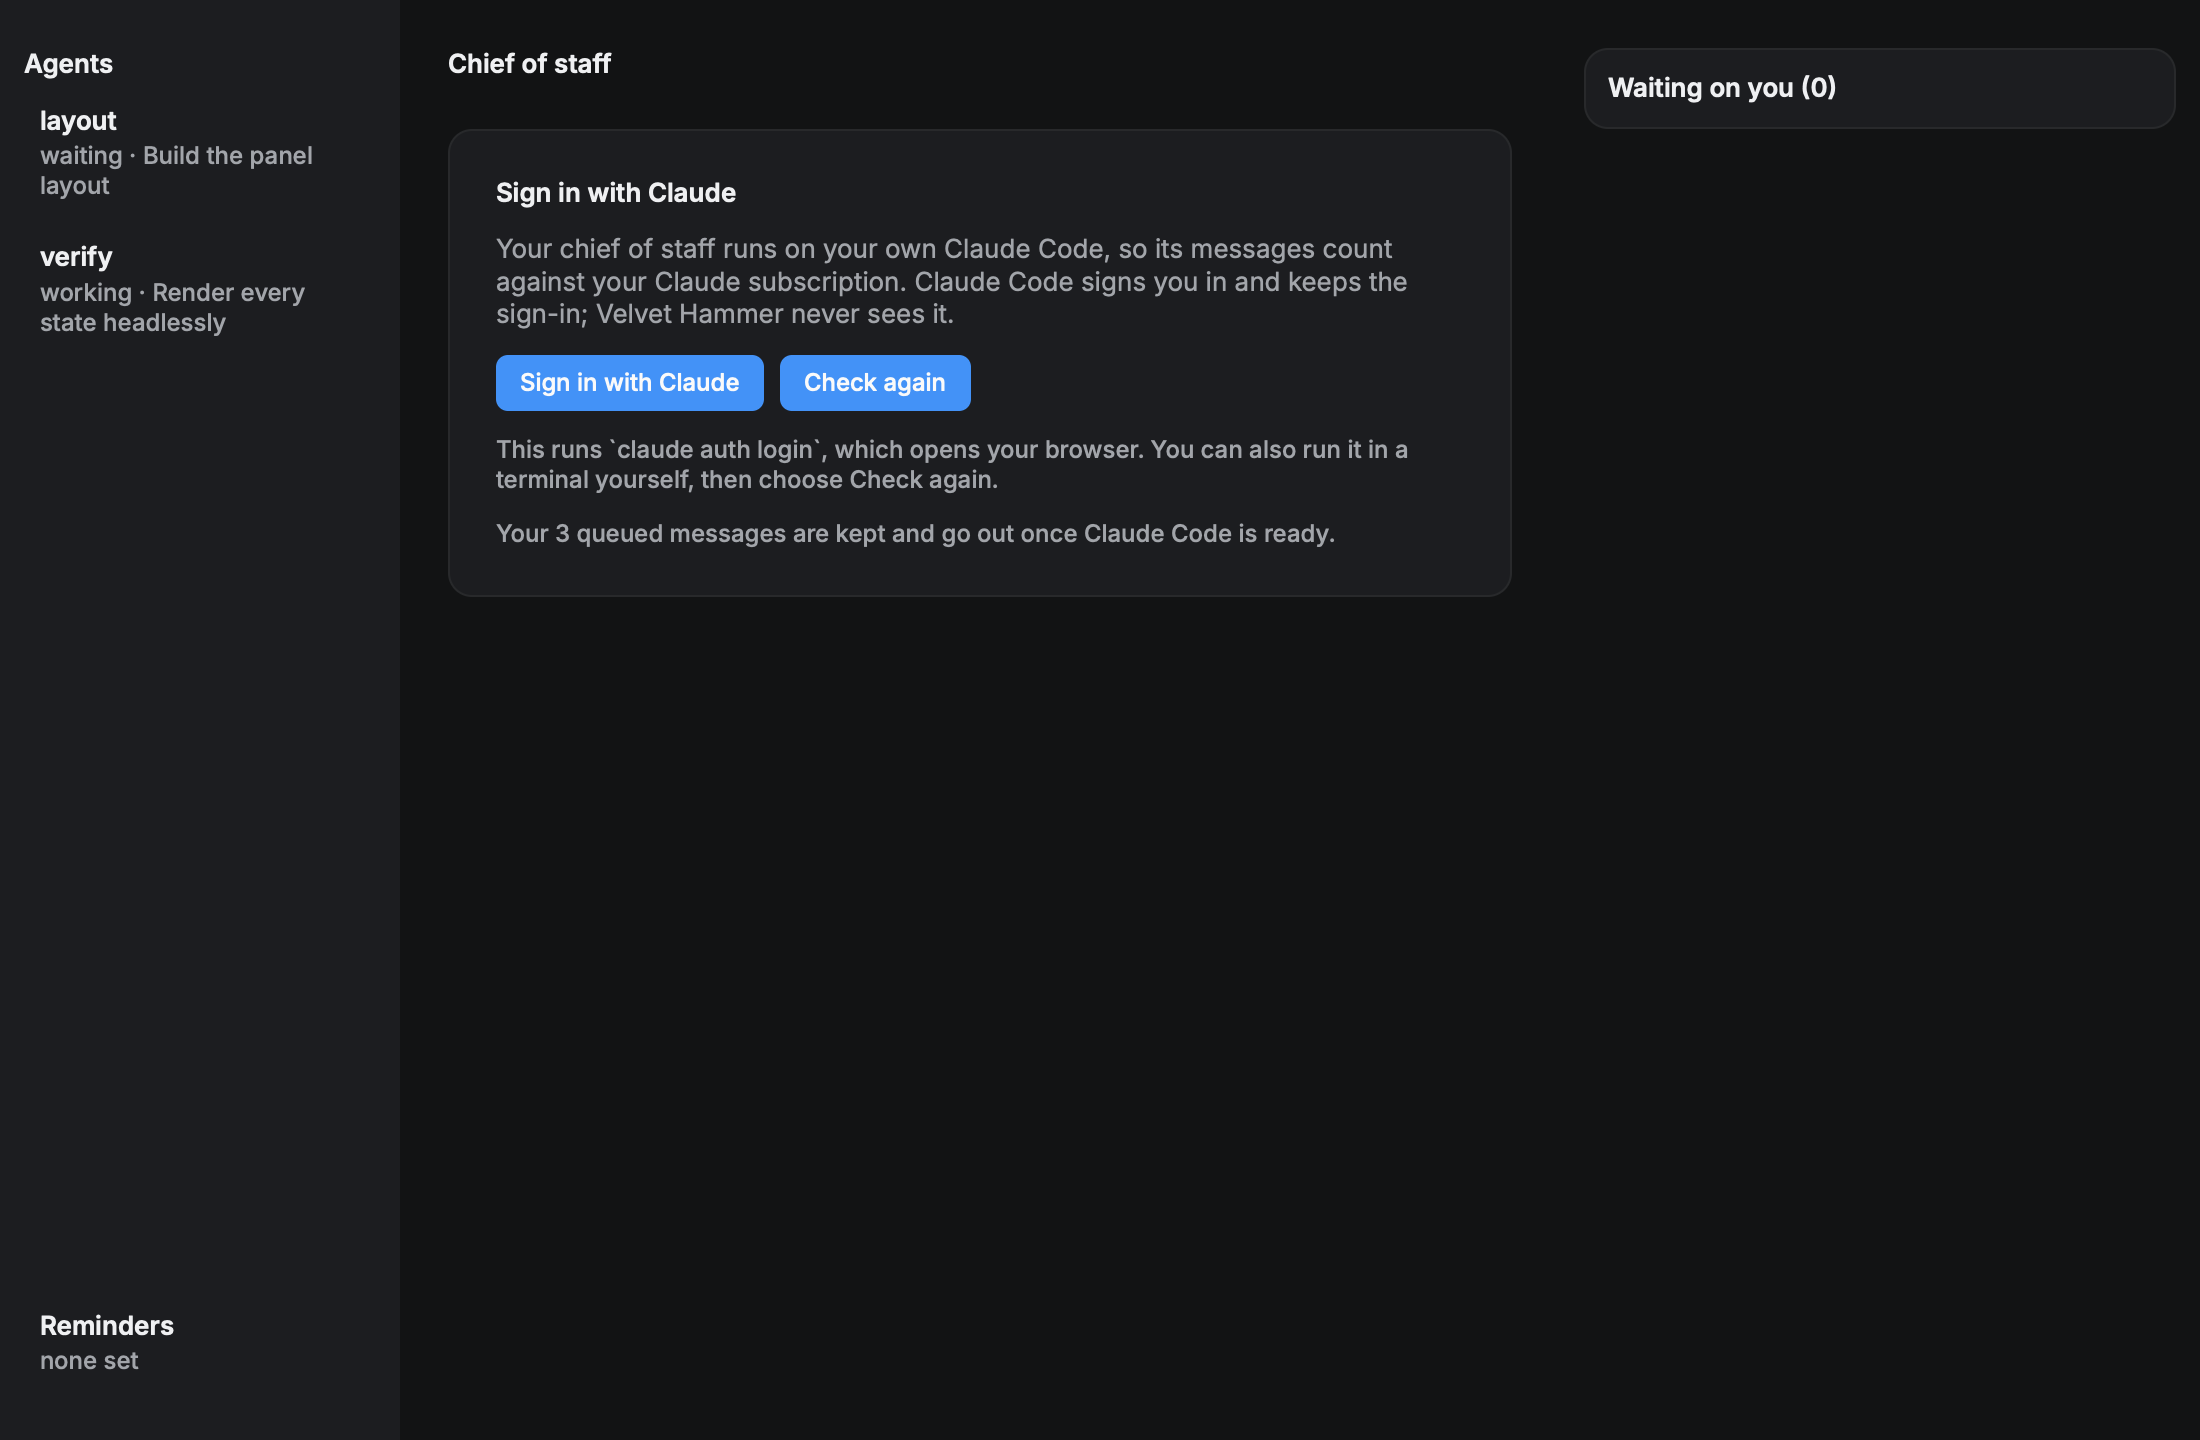 Agents
layout
waiting · Build the panel
layout
verify
working · Render every
state headlessly
Reminders
none set
Chief of staff
Sign in with Claude
Your chief of staff runs on your own Claude Code, so its messages count
against your Claude subscription. Claude Code signs you in and keeps the
sign-in; Velvet Hammer never sees it.
Sign in with Claude
Check again
This runs `claude auth login`, which opens your browser. You can also run it in a
terminal yourself, then choose Check again.
Your 3 queued messages are kept and go out once Claude Code is ready.
Waiting on you (0)